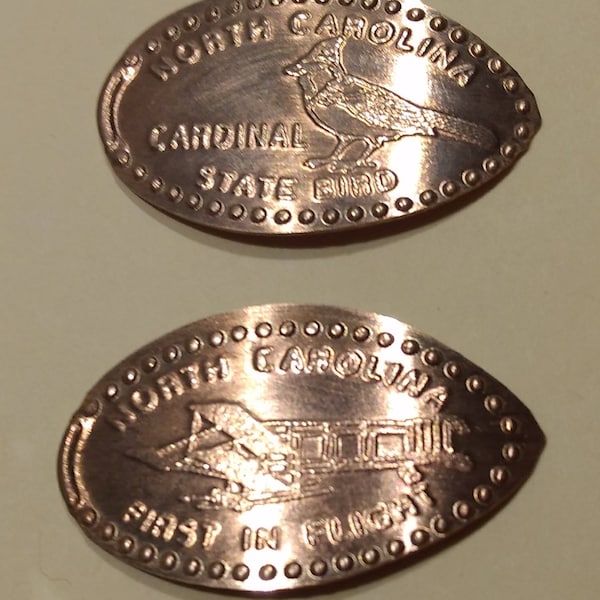 NORTH CAROLINA
CARDINAL
STATE BIRD
NORTH CAROLINA
FIRST IN FLIGHT